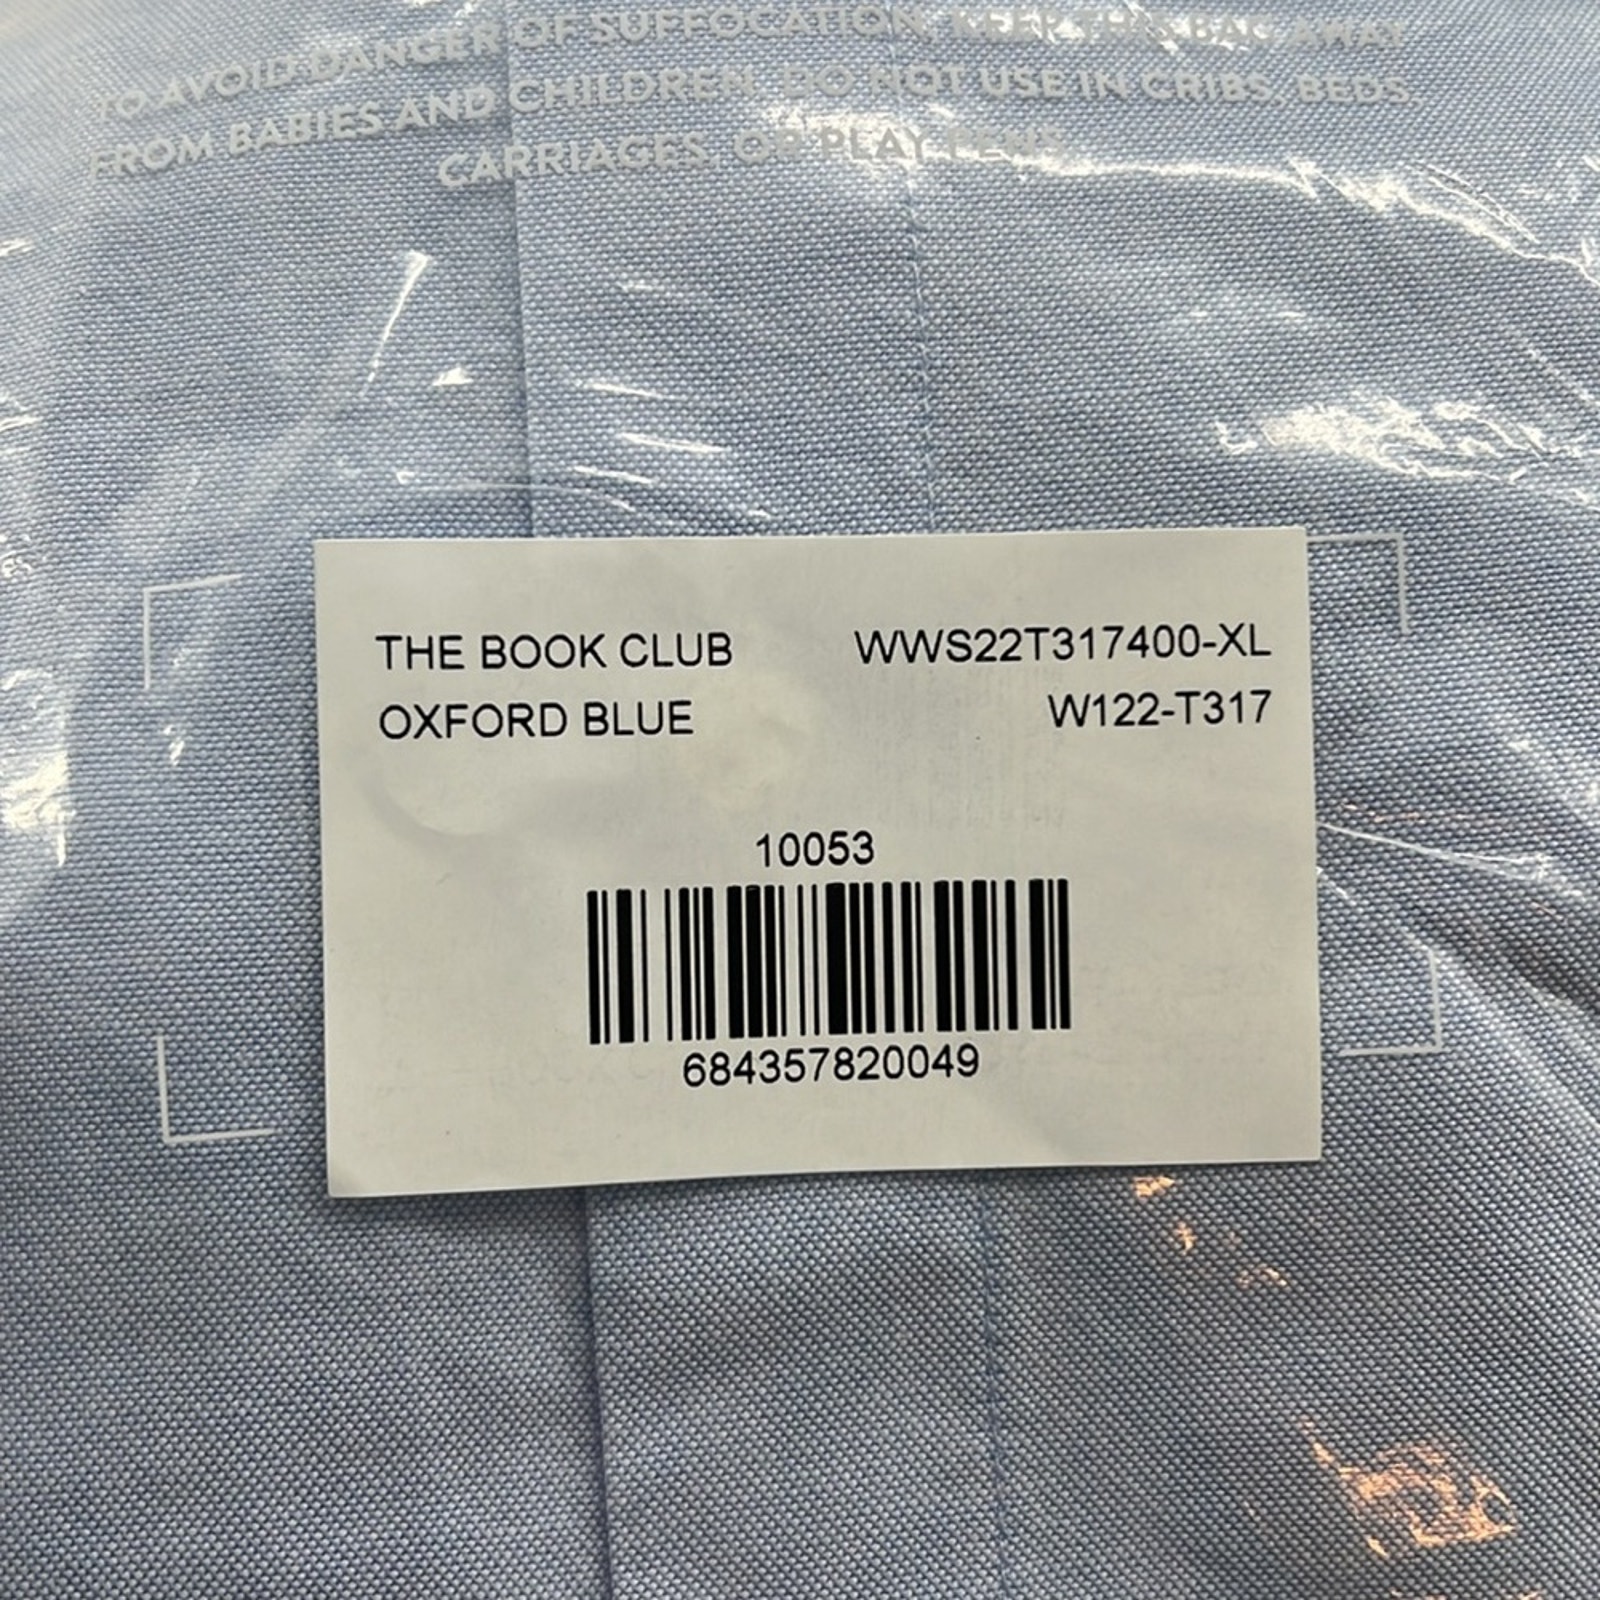 TO AVOID DANGER OF SUFFOCATION, KEEP THIS BAG AWAY
FROM BABIES AND CHILDREN. DO NOT USE IN CRIBS, BEDS,
CARRIAGES, OR PLAY PENS.
THE BOOK CLUB WWS22T317400-XL
OXFORD BLUE W122-T317
10053
684357820049